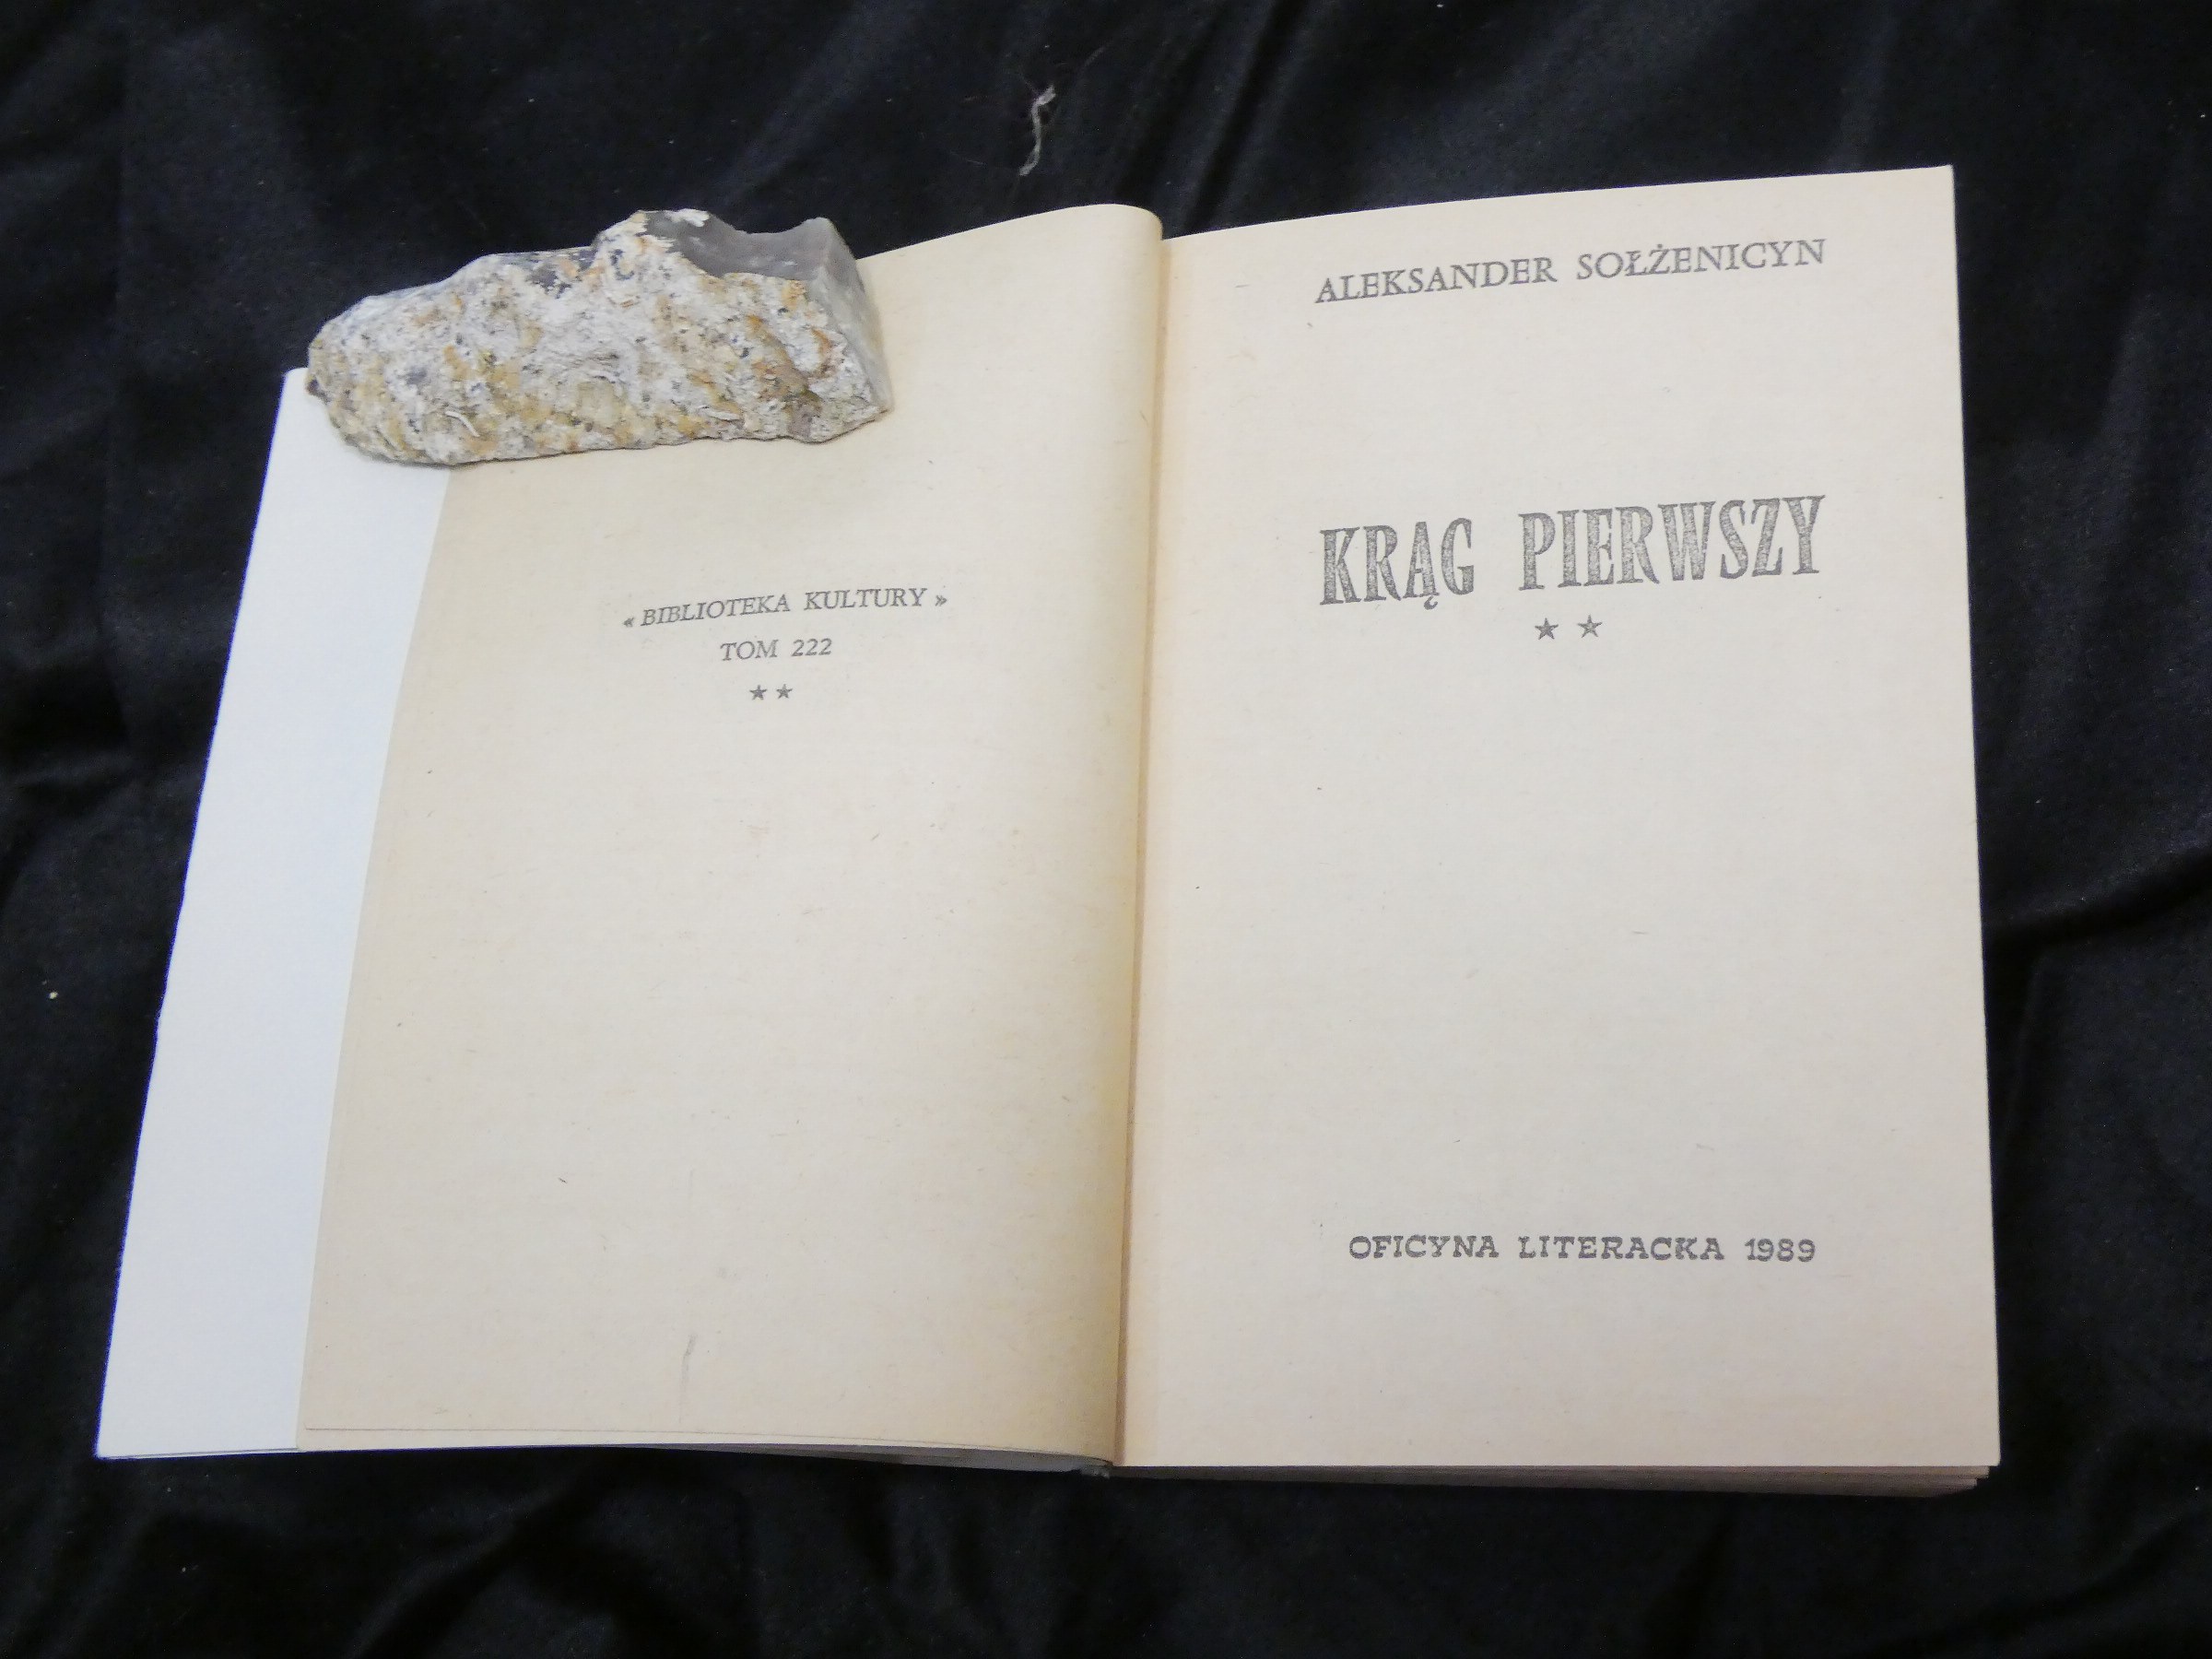 « BIBLIOTEKA KULTURY »
TOM 222
★ ★
ALEKSANDER SOŁŻENICYN
KRĄG PIERWSZY
★ ★
OFICYNA LITERACKA 1989